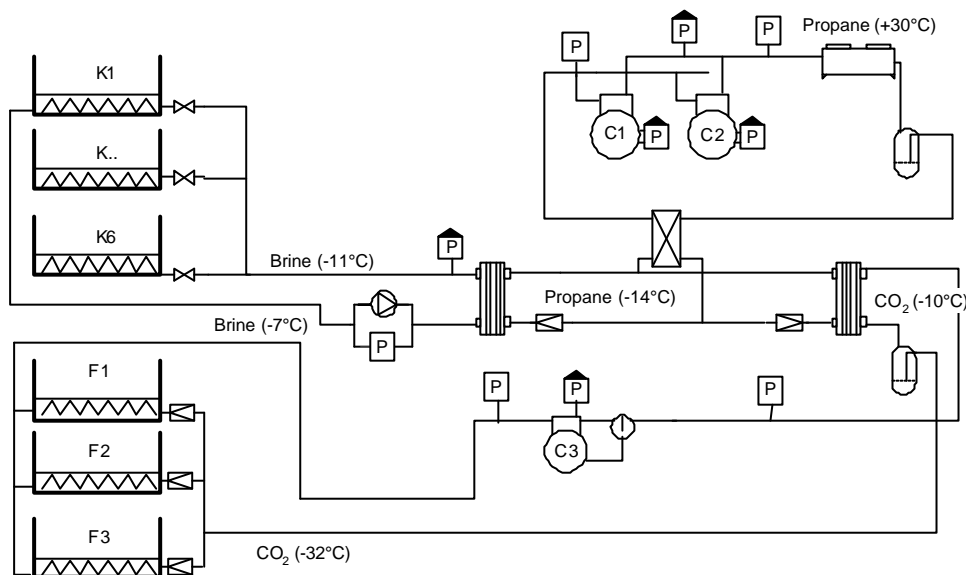 Propane (+30°C)
P
P
P
K1
C1
P
C2
P
K..
K6
Brine (-11°C)
P
Propane (-14°C)
CO2 (-10°C)
Brine (-7°C)
P
F1
P
P
P
F2
C3
F3
CO2 (-32°C)